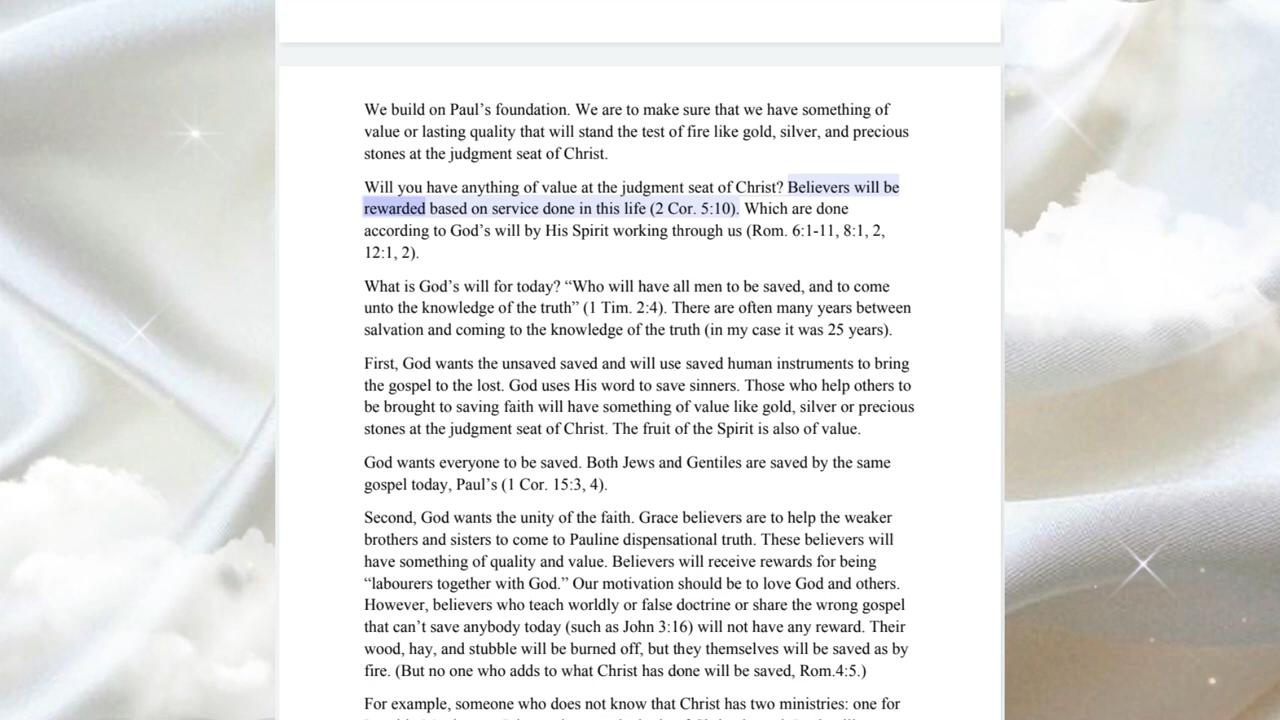 We build on Paul’s foundation. We are to make sure that we have something of
value or lasting quality that will stand the test of fire like gold, silver, and precious
stones at the judgment seat of Christ.
Will you have anything of value at the judgment seat of Christ? Believers will be
rewarded based on service done in this life (2 Cor. 5:10). Which are done
according to God’s will by His Spirit working through us (Rom. 6:1-11, 8:1, 2,
12:1, 2).
What is God’s will for today? “Who will have all men to be saved, and to come
unto the knowledge of the truth” (1 Tim. 2:4). There are often many years between
salvation and coming to the knowledge of the truth (in my case it was 25 years).
First, God wants the unsaved saved and will use saved human instruments to bring
the gospel to the lost. God uses His word to save sinners. Those who help others to
be brought to saving faith will have something of value like gold, silver or precious
stones at the judgment seat of Christ. The fruit of the Spirit is also of value.
God wants everyone to be saved. Both Jews and Gentiles are saved by the same
gospel today, Paul’s (1 Cor. 15:3, 4).
Second, God wants the unity of the faith. Grace believers are to help the weaker
brothers and sisters to come to Pauline dispensational truth. These believers will
have something of quality and value. Believers will receive rewards for being
“labourers together with God.” Our motivation should be to love God and others.
However, believers who teach worldly or false doctrine or share the wrong gospel
that can’t save anybody today (such as John 3:16) will not have any reward. Their
wood, hay, and stubble will be burned off, but they themselves will be saved as by
fire. (But no one who adds to what Christ has done will be saved, Rom.4:5.)
For example, someone who does not know that Christ has two ministries: one for